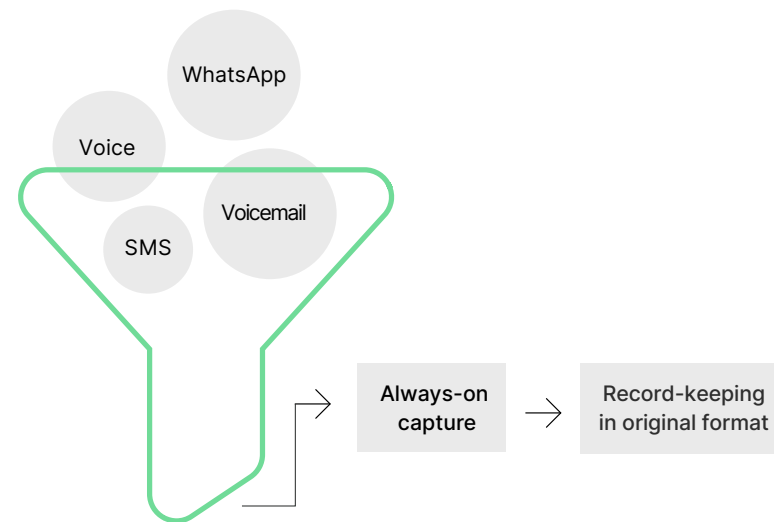 WhatsApp
Voice
Voicemail
SMS
Always-on
capture
Record-keeping
in original format